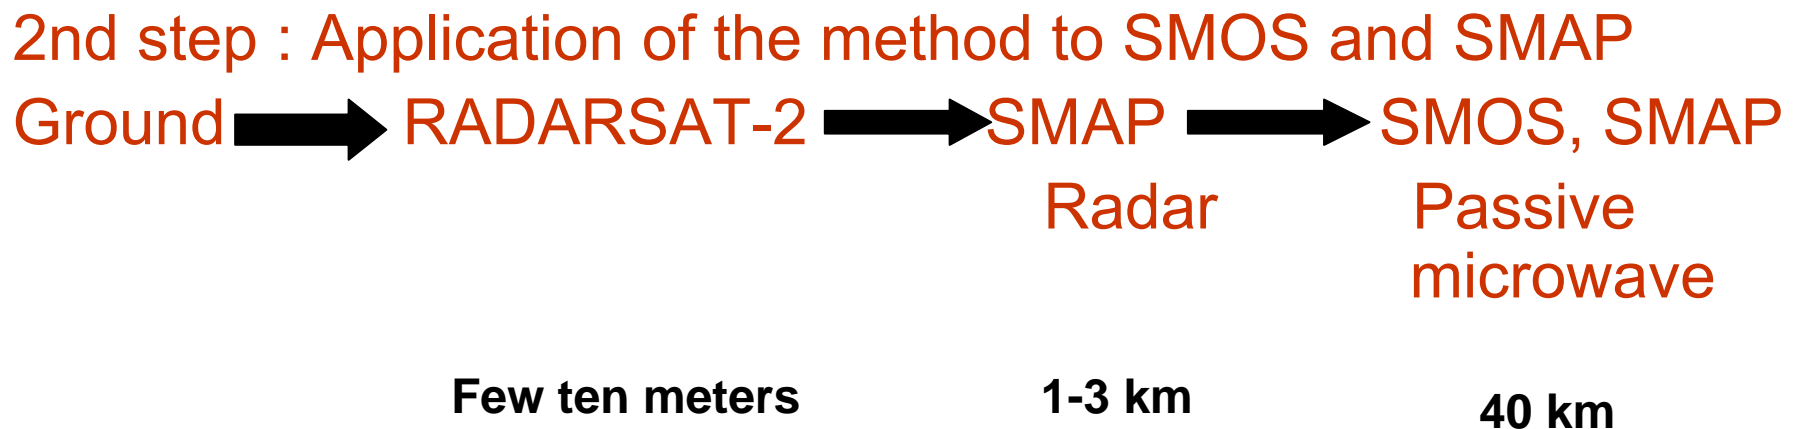 2nd step : Application of the method to SMOS and SMAP
Ground RADARSAT-2 SMAP SMOS, SMAP
Radar Passive
microwave
Few ten meters 1-3 km 40 km